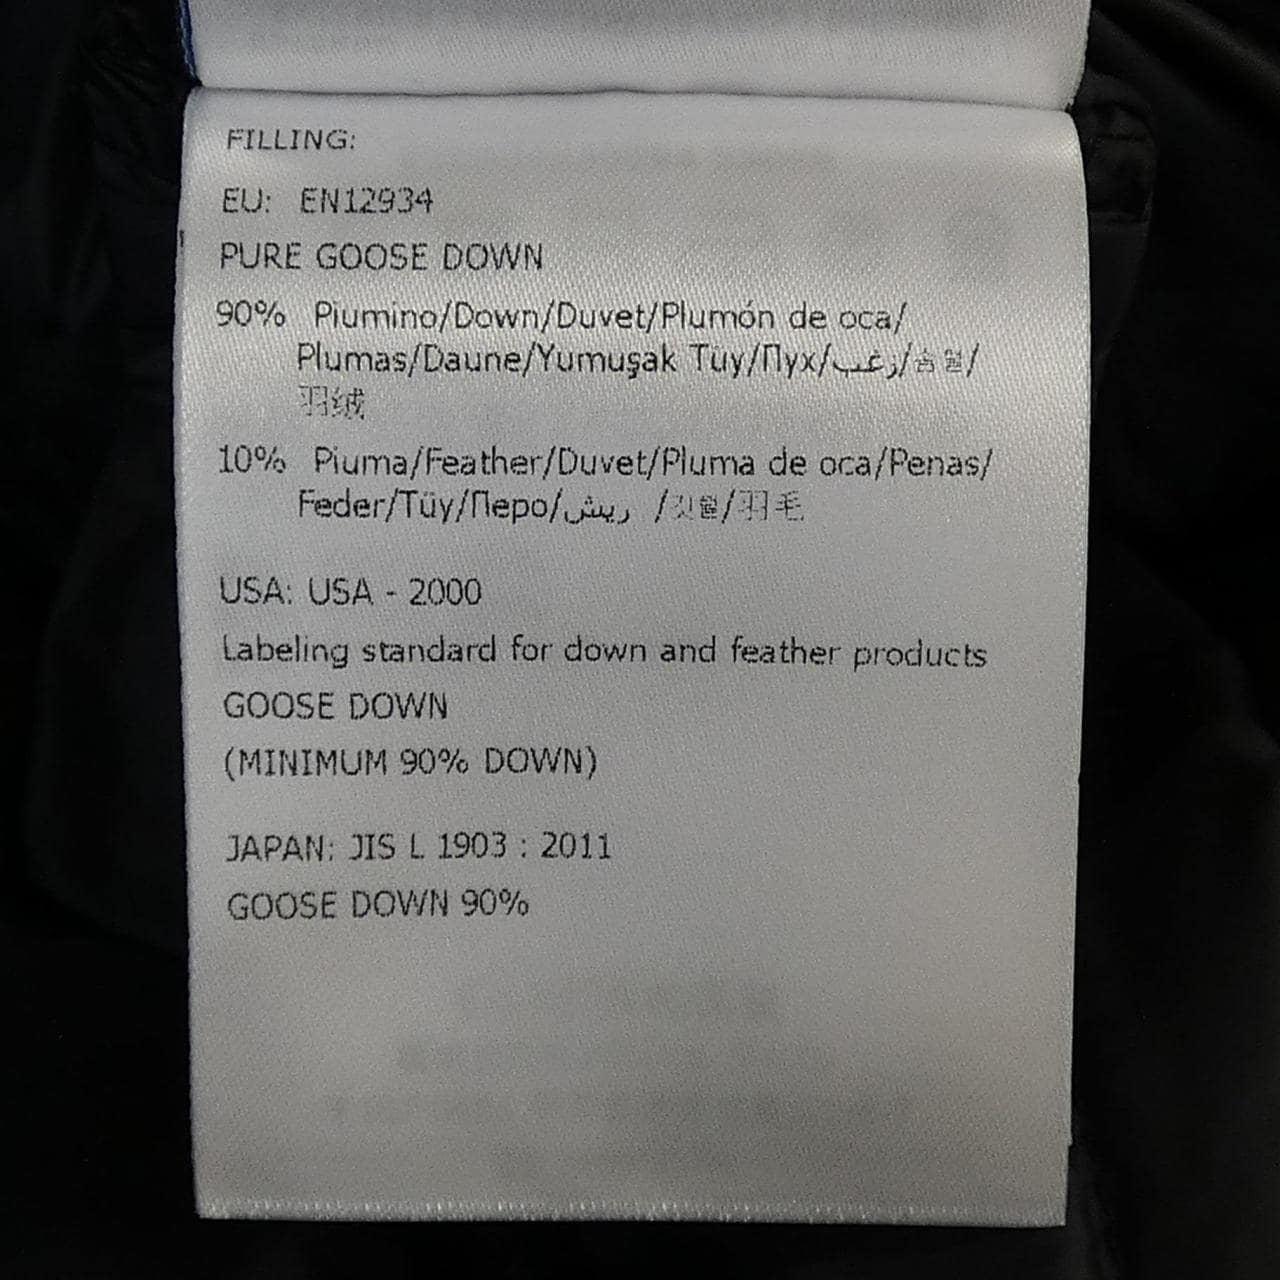 FILLING:
EU: EN12934
PURE GOOSE DOWN
90% Piumino/Down/Duvet/Plumón de oca/
Plumas/Daune/Yumuşak Tüy/Пух/زغب/솜털/
羽绒
10% Piuma/Feather/Duvet/Pluma de oca/Penas/
Feder/Tüy/Перо/ريش /깃털/羽毛
USA: USA - 2000
Labeling standard for down and feather products
GOOSE DOWN
(MINIMUM 90% DOWN)
JAPAN: JIS L 1903 : 2011
GOOSE DOWN 90%